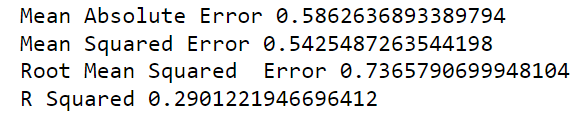 Mean Absolute Error 0.5862636893389794
Mean Squared Error 0.5425487263544198
Root Mean Squared  Error 0.7365790699948104
R Squared 0.2901221946696412